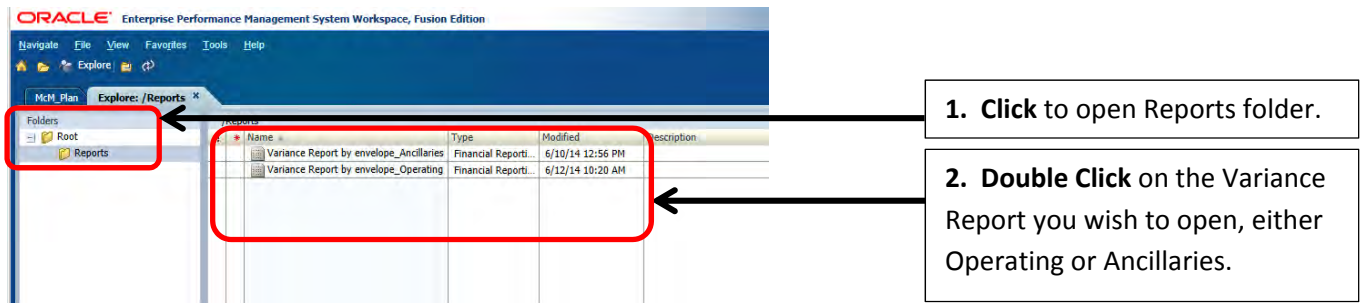 ORACLE® Enterprise Performance Management System Workspace, Fusion Edition
Navigate File View Favorites Tools Help
Explore
McM_Plan Explore: /Reports ×
Folders
/Reports
Root
Reports
! * Name Type Modified Description
Variance Report by envelope_Ancillaries Financial Reporti... 6/10/14 12:56 PM
Variance Report by envelope_Operating Financial Reporti... 6/12/14 10:20 AM
1. Click to open Reports folder.
2. Double Click on the Variance
Report you wish to open, either
Operating or Ancillaries.